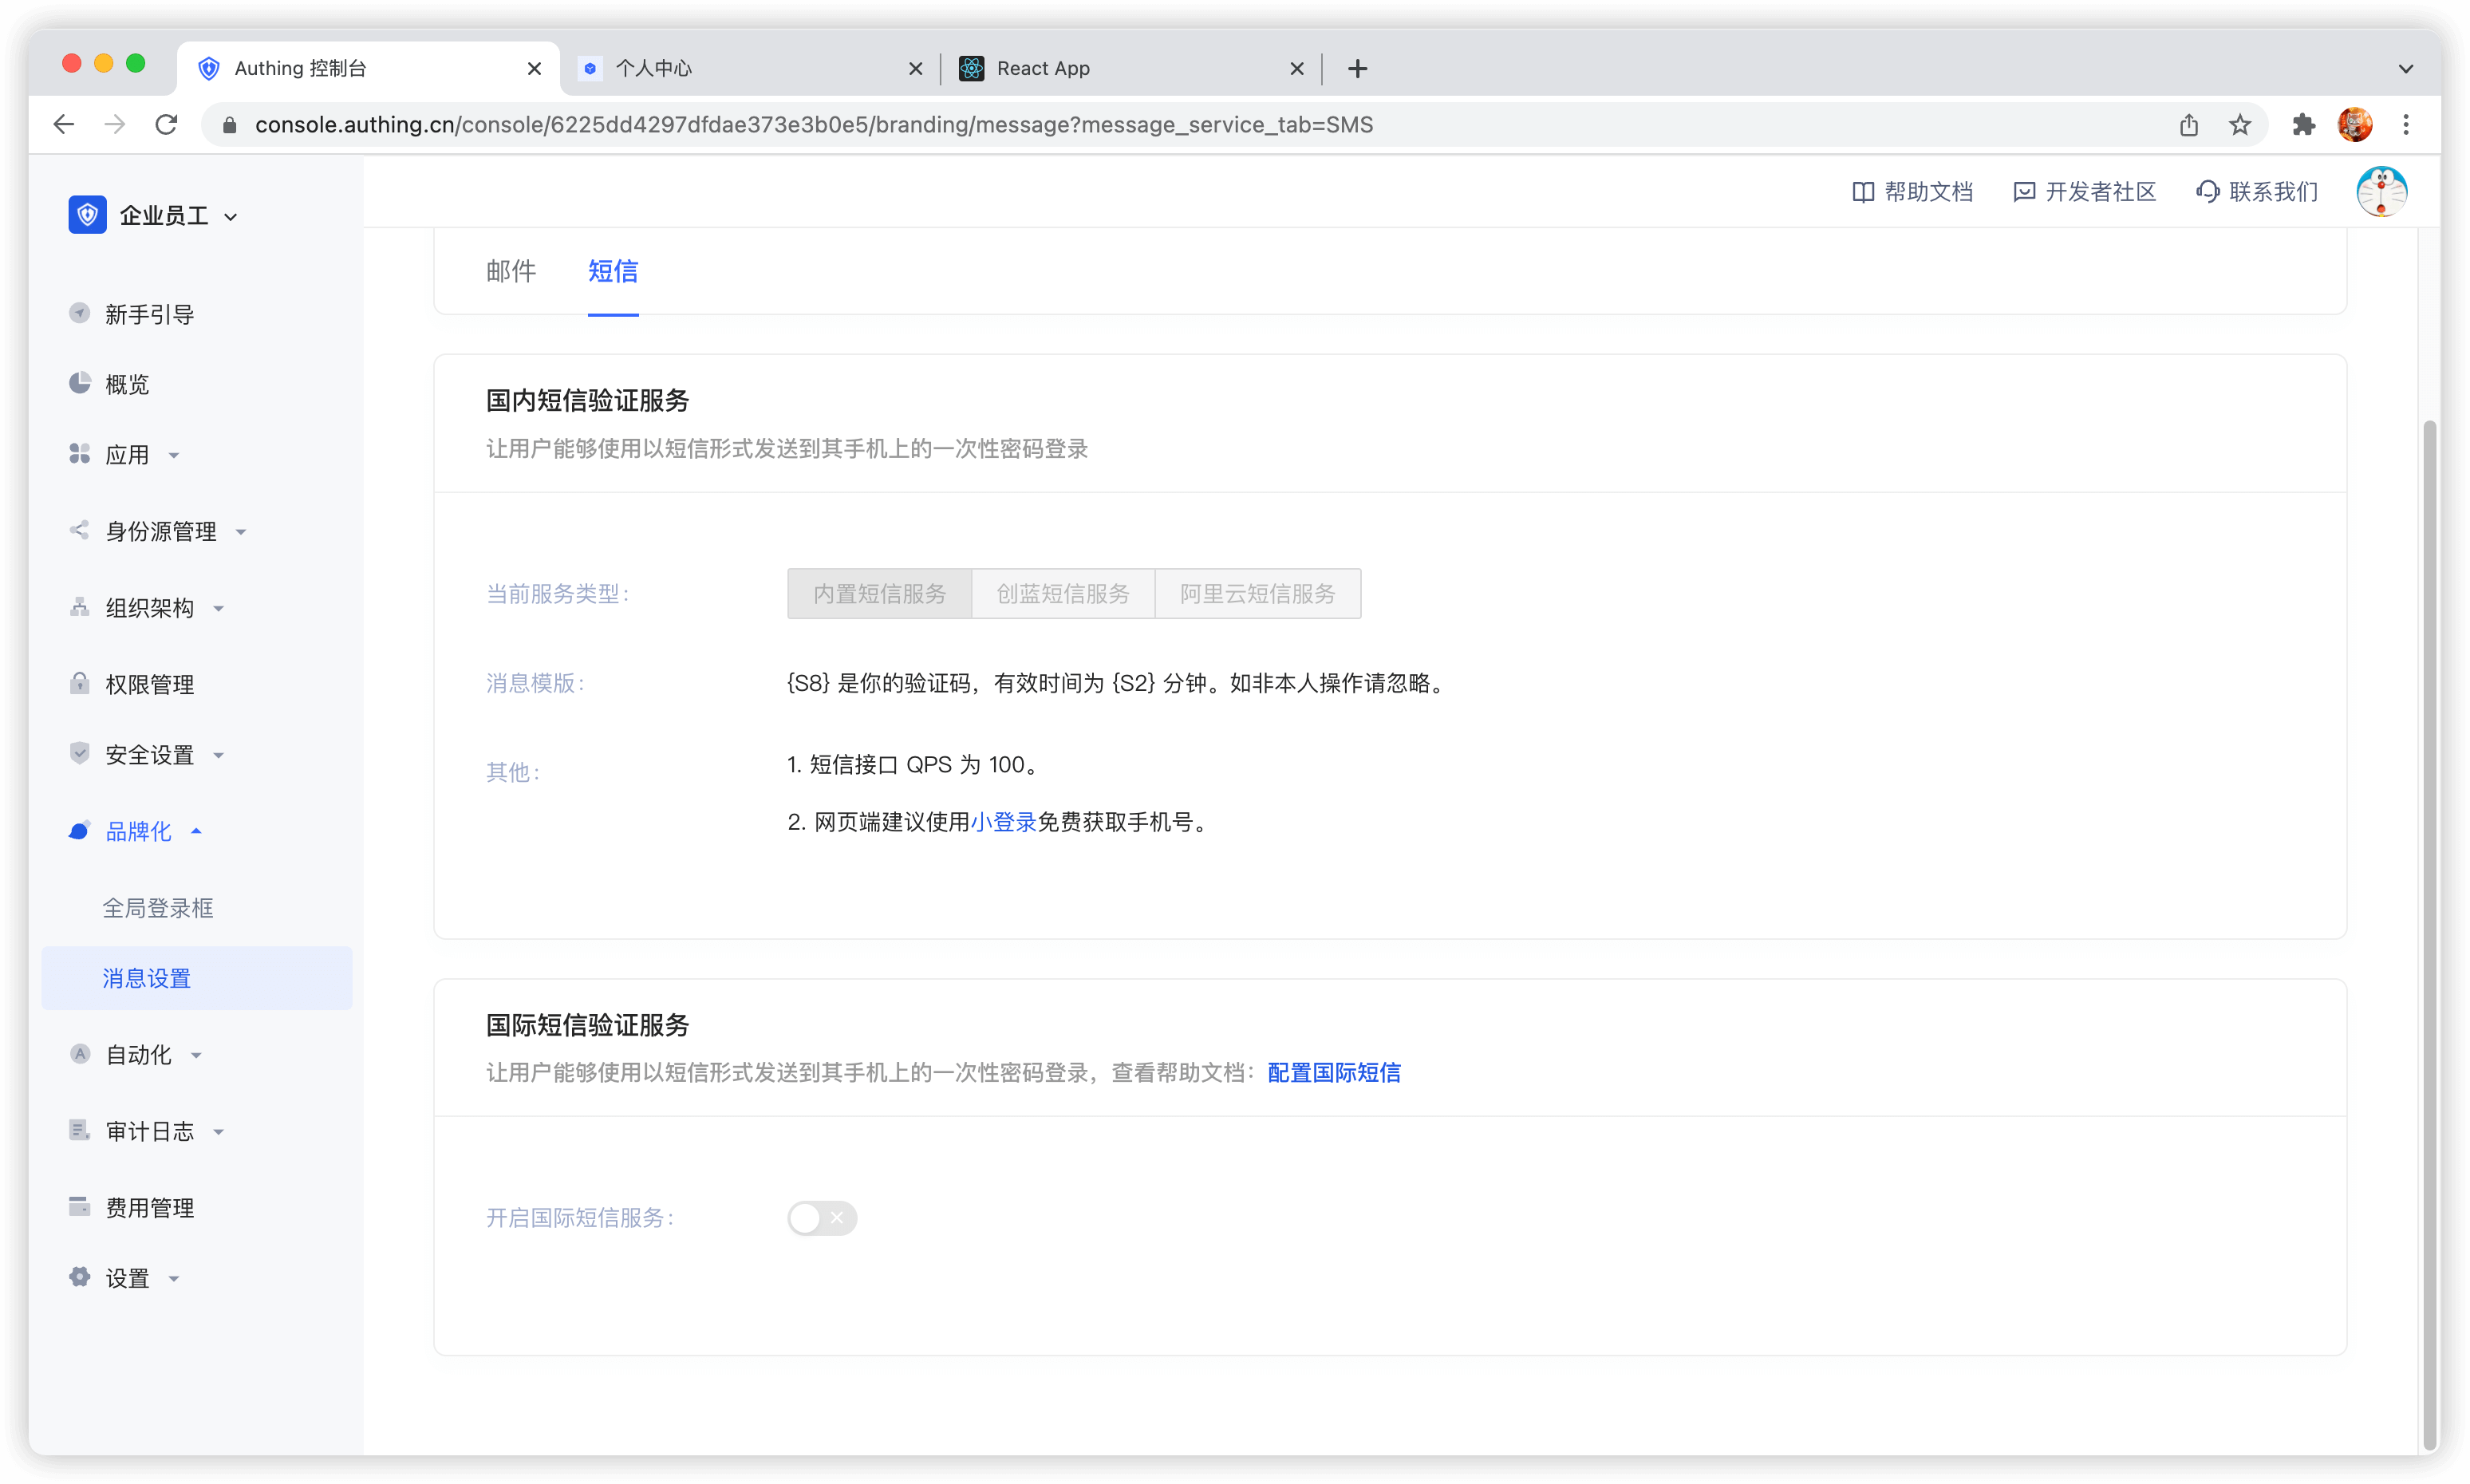 Authing 控制台
个人中心
React App
console.authing.cn/console/6225dd4297dfdae373e3b0e5/branding/message?message_service_tab=SMS
企业员工
帮助文档
开发者社区
联系我们
新手引导
概览
应用
身份源管理
组织架构
权限管理
安全设置
品牌化
全局登录框
消息设置
自动化
审计日志
费用管理
设置
邮件
短信
国内短信验证服务
让用户能够使用以短信形式发送到其手机上的一次性密码登录
当前服务类型：
内置短信服务
创蓝短信服务
阿里云短信服务
消息模版：
{S8} 是你的验证码，有效时间为 {S2} 分钟。如非本人操作请忽略。
其他：
1. 短信接口 QPS 为 100。
2. 网页端建议使用小登录免费获取手机号。
国际短信验证服务
让用户能够使用以短信形式发送到其手机上的一次性密码登录，查看帮助文档：配置国际短信
开启国际短信服务：